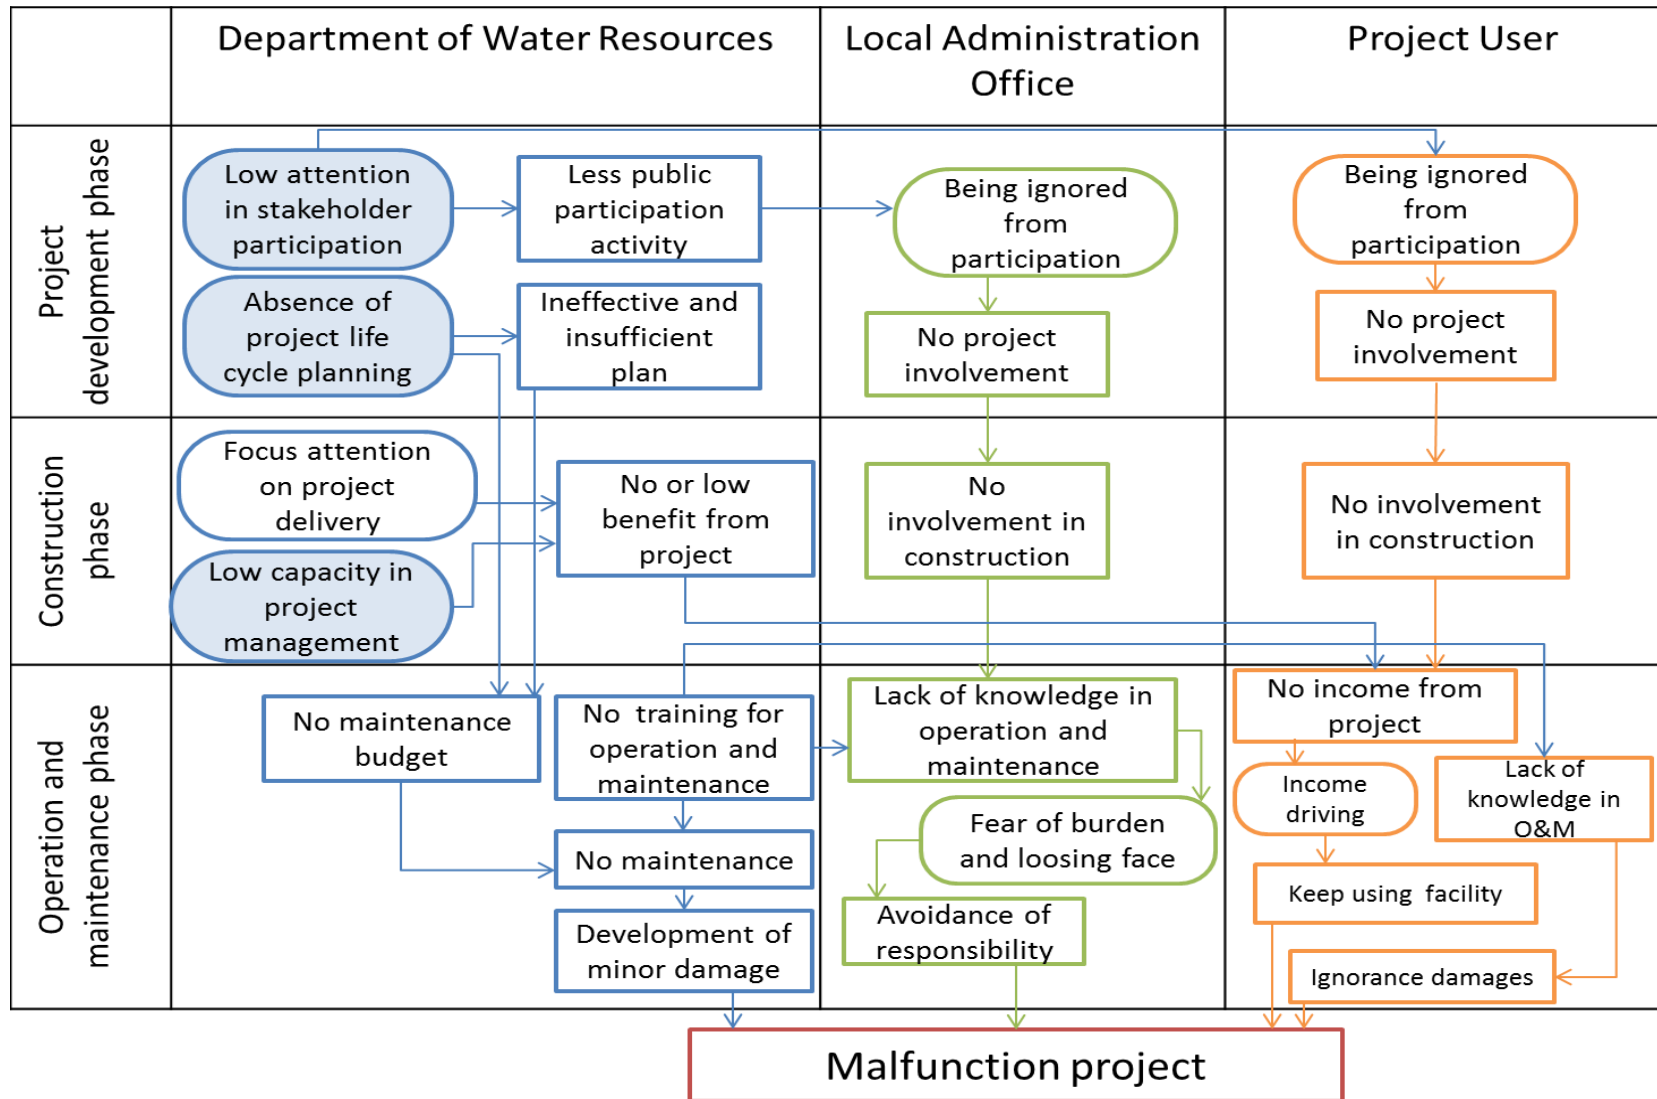 Department of Water Resources
Local Administration
Office
Project User
Project
development phase
Low attention
in stakeholder
participation
Less public
participation
activity
Being ignored
from
participation
Being ignored
from
participation
Absence of
project life
cycle planning
Ineffective and
insufficient
plan
No project
involvement
No project
involvement
Construction
phase
Focus attention
on project
delivery
No or low
benefit from
project
Low capacity in
project
management
No
involvement in
construction
No involvement
in construction
Operation and
maintenance phase
No maintenance
budget
No training for
operation and
maintenance
No maintenance
Development of
minor damage
Lack of knowledge in
operation and
maintenance
Fear of burden
and loosing face
Avoidance of
responsibility
No income from
project
Income
driving
Lack of
knowledge in
O&M
Keep using facility
Ignorance damages
Malfunction project